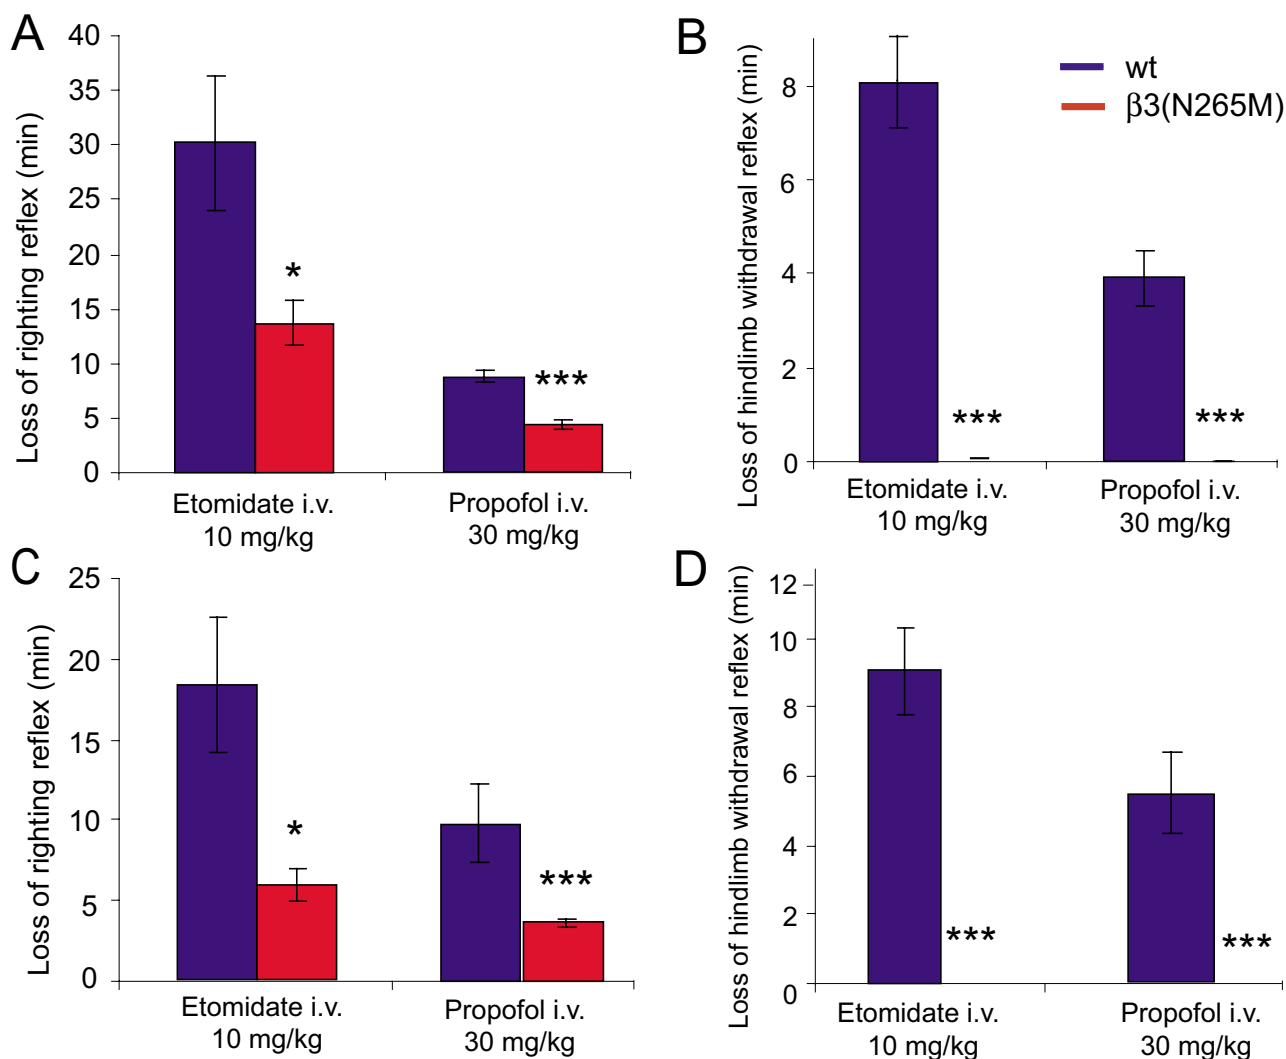 A
Loss of righting reflex (min)
40
35
30
25
20
15
10
5
0
*
***
Etomidate i.v.
10 mg/kg
Propofol i.v.
30 mg/kg
B
Loss of hindlimb withdrawal reflex (min)
8
6
4
2
0
wt
β3(N265M)
***
***
Etomidate i.v.
10 mg/kg
Propofol i.v.
30 mg/kg
C
Loss of righting reflex (min)
25
20
15
10
5
0
*
***
Etomidate i.v.
10 mg/kg
Propofol i.v.
30 mg/kg
D
Loss of hindlimb withdrawal reflex (min)
12
10
8
6
4
2
0
***
***
Etomidate i.v.
10 mg/kg
Propofol i.v.
30 mg/kg